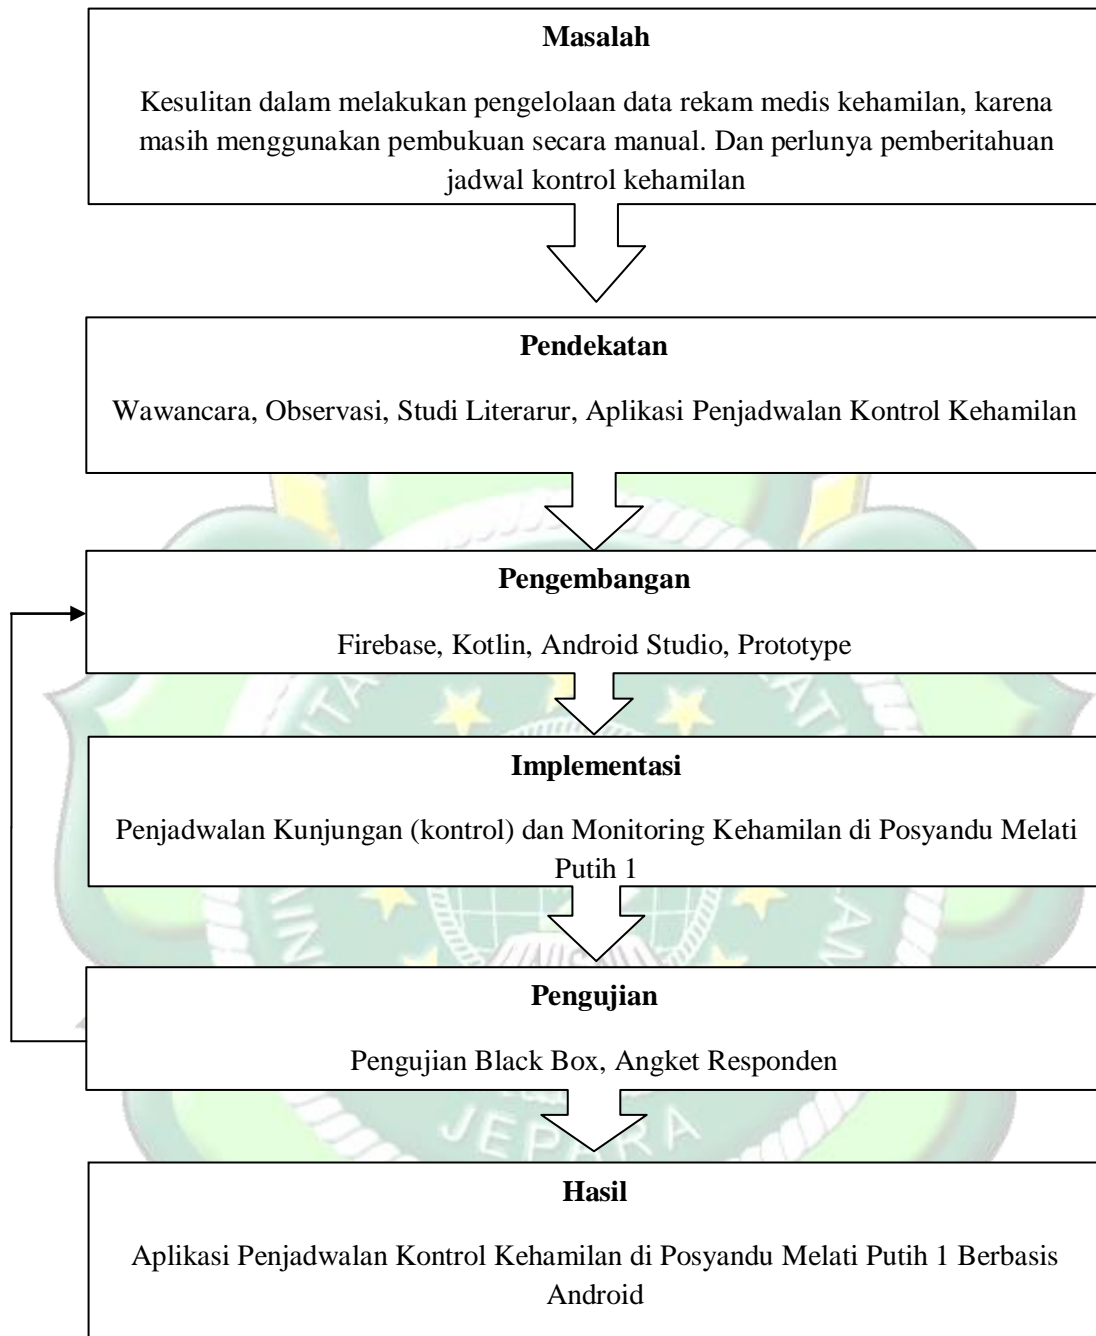 Masalah
Kesulitan dalam melakukan pengelolaan data rekam medis kehamilan, karena
masih menggunakan pembukuan secara manual. Dan perlunya pemberitahuan
jadwal kontrol kehamilan
Pendekatan
Wawancara, Observasi, Studi Literarur, Aplikasi Penjadwalan Kontrol Kehamilan
Pengembangan
Firebase, Kotlin, Android Studio, Prototype
Implementasi
Penjadwalan Kunjungan (kontrol) dan Monitoring Kehamilan di Posyandu Melati
Putih 1
Pengujian
Pengujian Black Box, Angket Responden
JEPARA
Hasil
Aplikasi Penjadwalan Kontrol Kehamilan di Posyandu Melati Putih 1 Berbasis
Android